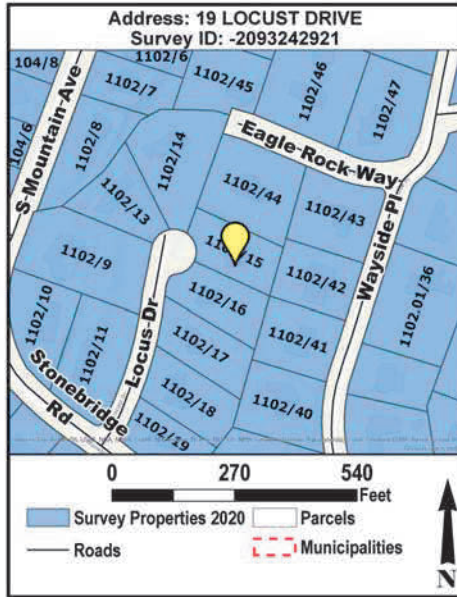 Address: 19 LOCUST DRIVE
Survey ID: -2093242921
104/8
1102/6
1102/7
1102/45
1102/46
1102/47
S-Mountain-Ave
104/6
1102/8
1102/14
Eagle-Rock-Way
1102/13
1102/44
1102/43
Wayside-Pl
1102/9
1102/15
1102/42
1102.01/36
1102/10
1102/11
Locus-Dr
1102/16
1102/41
1102/17
Stonebridge
Rd
1102/18
1102/40
1102/19
0 270 540
Feet
Survey Properties 2020
Parcels
Roads
Municipalities
N